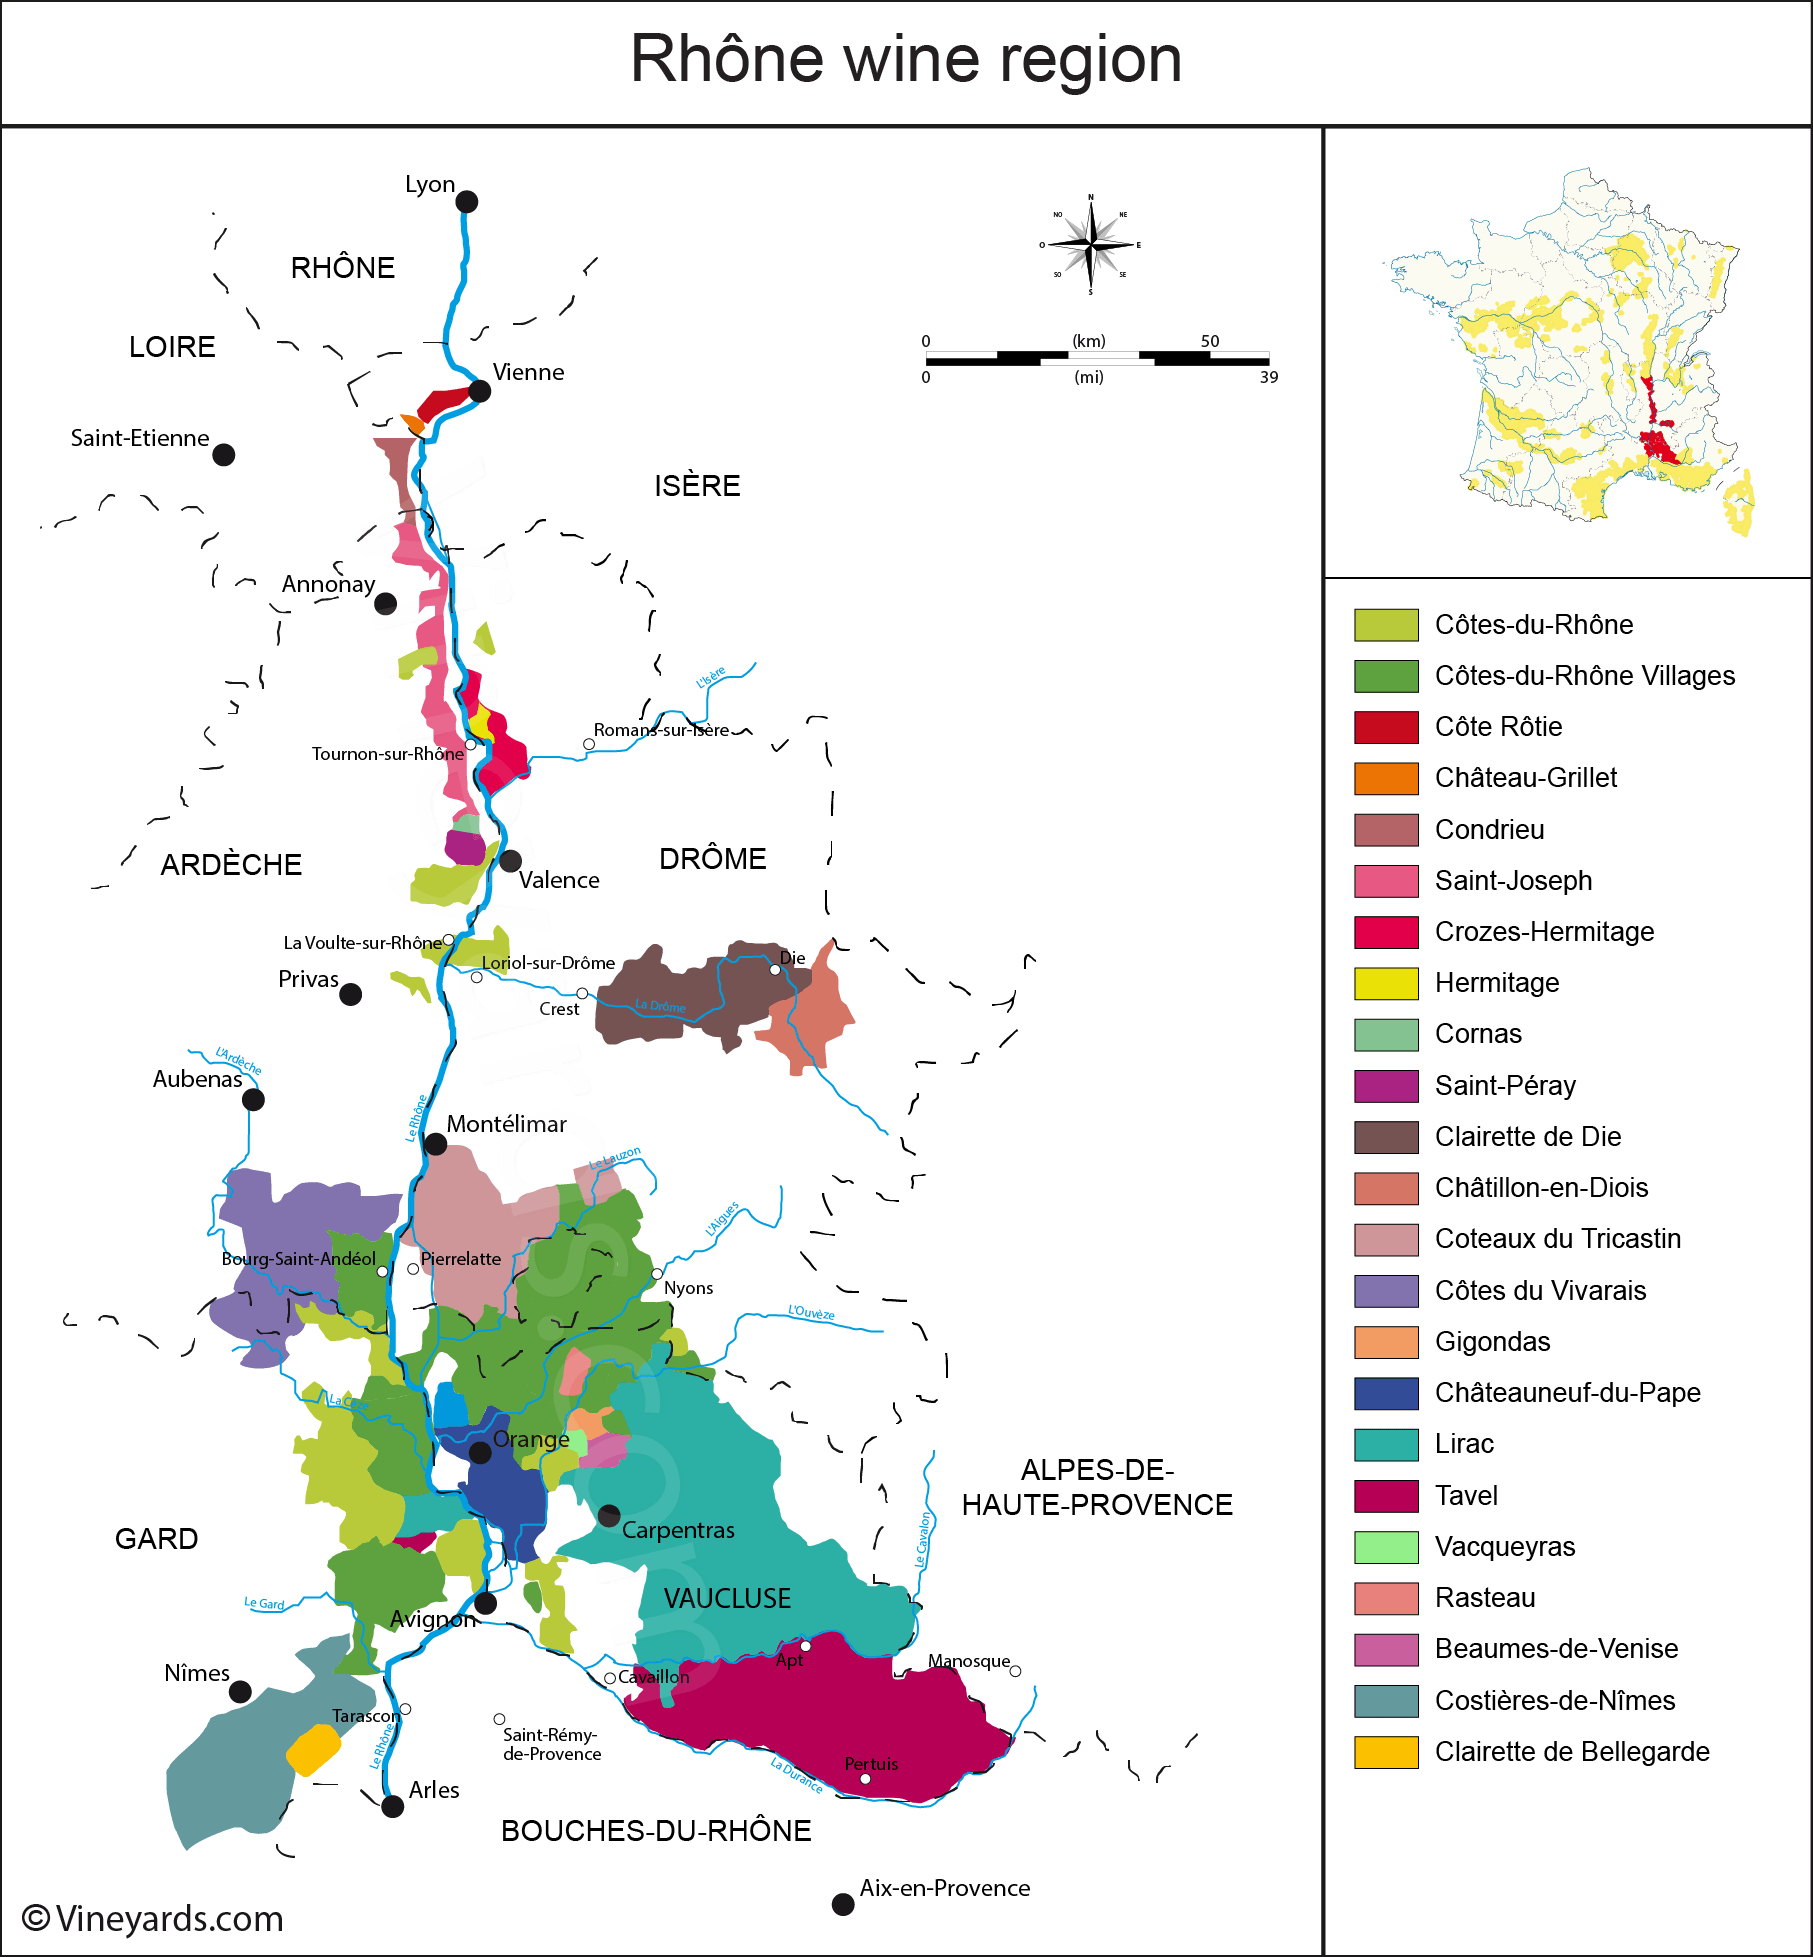 Rhône wine region
Lyon
RHÔNE
LOIRE
Vienne
Saint-Etienne
ISÈRE
Annonay
L'Isère
Romans-sur-Isère
Tournon-sur-Rhône
ARDÈCHE
DRÔME
Valence
La Voulte-sur-Rhône
Loriol-sur-Drôme
Die
Privas
Crest
La Drôme
L'Ardèche
Aubenas
Le Rhône
Montélimar
Le Lauzon
L'Aigues
Bourg-Saint-Andéol
Pierrelatte
Nyons
L'Ouvèze
La Cèze
Orange
ALPES-DE-
HAUTE-PROVENCE
GARD
Carpentras
Le Cavalon
VAUCLUSE
Le Gard
Avignon
Nîmes
Cavaillon
Apt
Manosque
Tarascon
Saint-Rémy-
de-Provence
Le Rhône
La Durance
Pertuis
Arles
BOUCHES-DU-RHÔNE
Aix-en-Provence
© Vineyards.com
N
NO
NE
O
E
SO
SE
S
0
(km)
50
0
(mi)
39
Côtes-du-Rhône
Côtes-du-Rhône Villages
Côte Rôtie
Château-Grillet
Condrieu
Saint-Joseph
Crozes-Hermitage
Hermitage
Cornas
Saint-Péray
Clairette de Die
Châtillon-en-Diois
Coteaux du Tricastin
Côtes du Vivarais
Gigondas
Châteauneuf-du-Pape
Lirac
Tavel
Vacqueyras
Rasteau
Beaumes-de-Venise
Costières-de-Nîmes
Clairette de Bellegarde